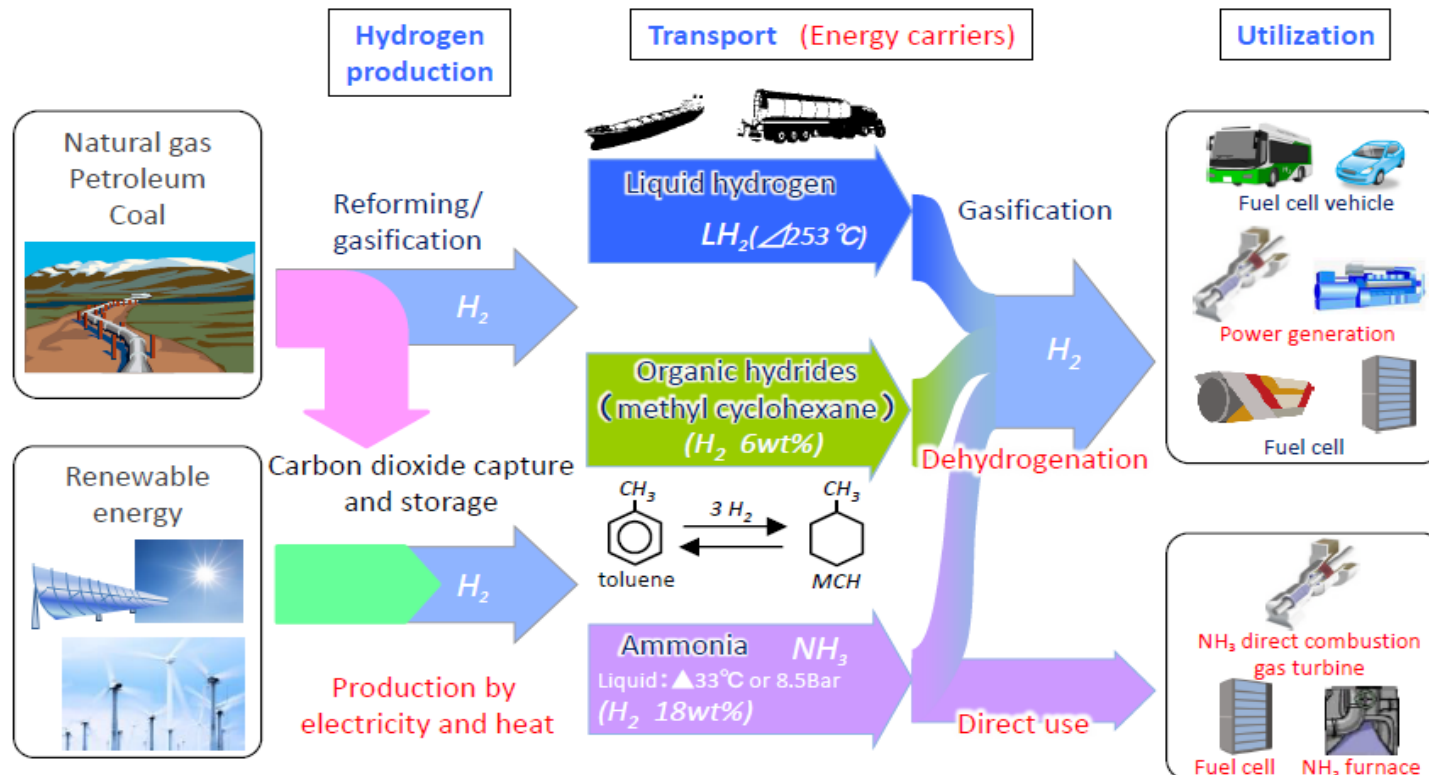 Hydrogen
production
Transport (Energy carriers)
Utilization
Natural gas
Petroleum
Coal
Reforming/
gasification
H₂
Liquid hydrogen
LH₂(⊿253℃)
Gasification
H₂
Fuel cell vehicle
Power generation
Fuel cell
Organic hydrides
(methyl cyclohexane)
(H₂ 6wt%)
Dehydrogenation
Carbon dioxide capture
and storage
Renewable
energy
H₂
Production by
electricity and heat
CH₃
3 H₂
CH₃
toluene
MCH
Ammonia NH₃
Liquid：▲33℃ or 8.5Bar
(H₂ 18wt%)
Direct use
NH₃ direct combustion
gas turbine
Fuel cell
NH₃ furnace